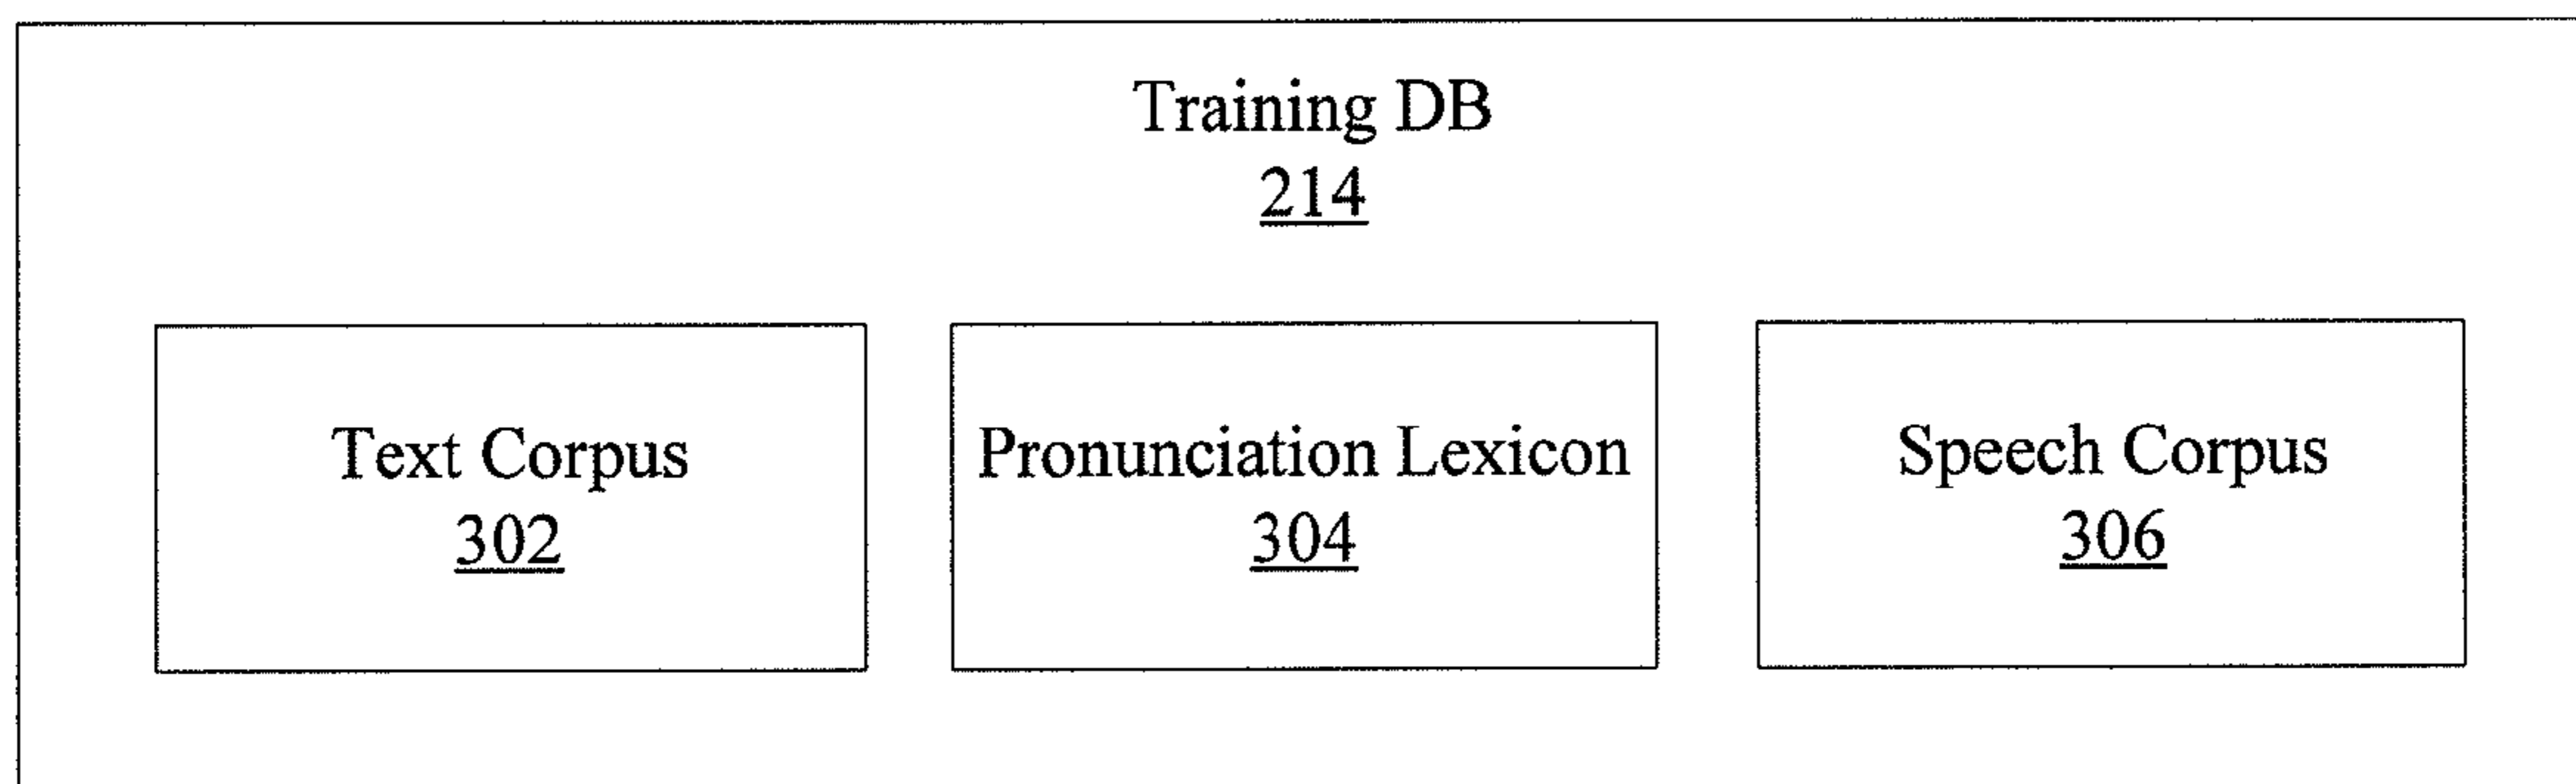 Training DB
214
Text Corpus
302
Pronunciation Lexicon
304
Speech Corpus
306